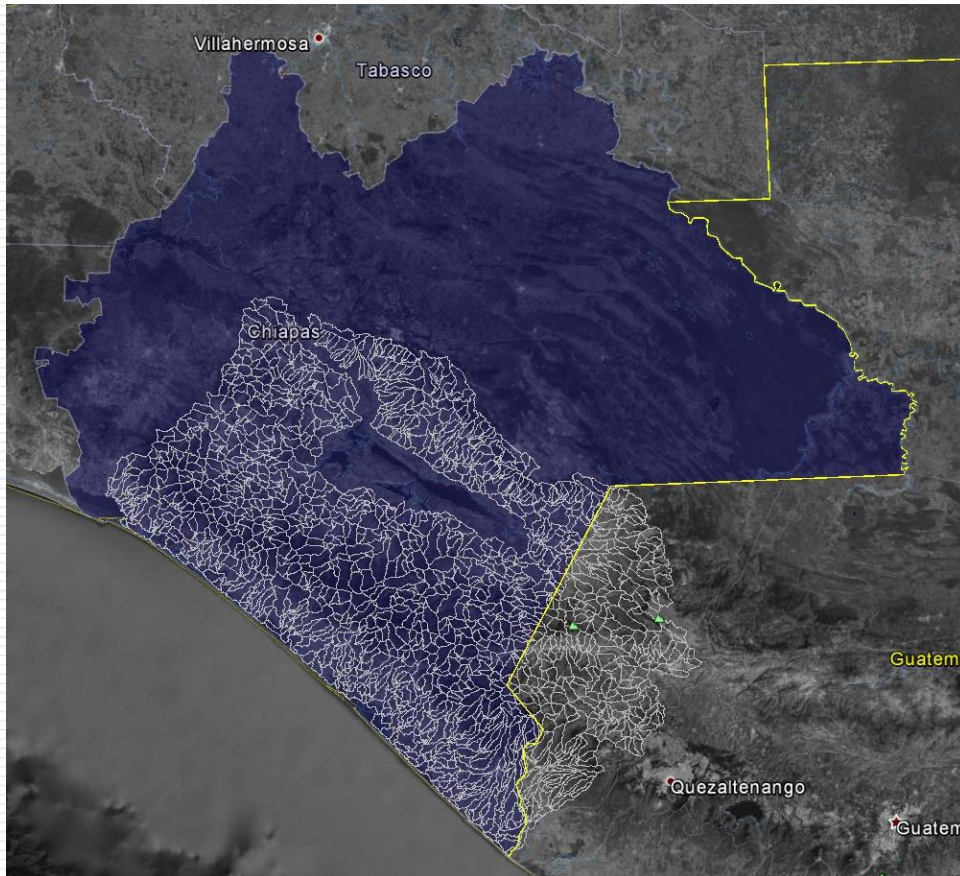 Villahermosa
Tabasco
Chiapas
Guatem
Quezaltenango
Guatem